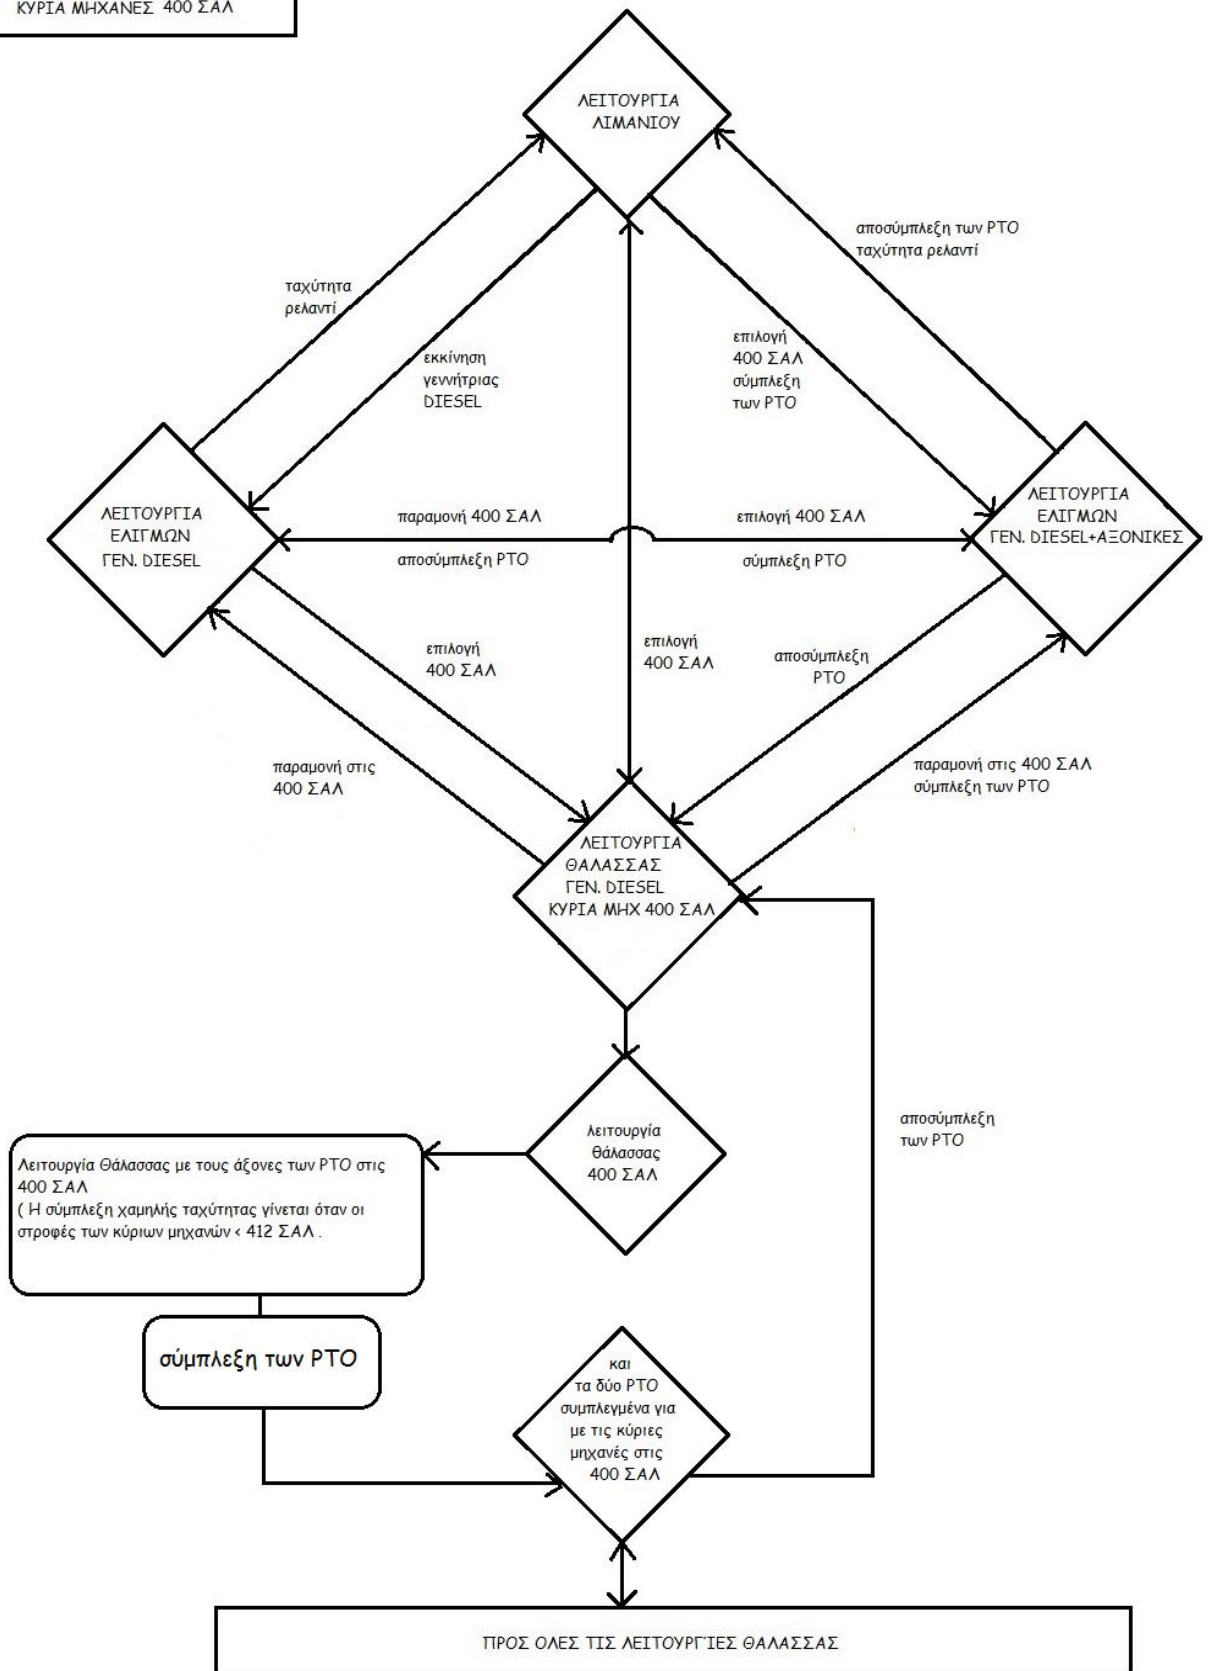 ΚΥΡΙΑ ΜΗΧΑΝΕΣ 400 ΣΑΛ
ΛΕΙΤΟΥΡΓΙΑ
ΛΙΜΑΝΙΟΥ
αποσύμπλεξη των PTO
ταχύτητα ρελαντί
ταχύτητα
ρελαντί
εκκίνηση
γεννήτριας
DIESEL
επιλογή
400 ΣΑΛ
σύμπλεξη
των PTO
ΛΕΙΤΟΥΡΓΙΑ
ΕΛΙΓΜΩΝ
ΓΕΝ. DIESEL
παραμονή 400 ΣΑΛ
αποσύμπλεξη PTO
επιλογή 400 ΣΑΛ
σύμπλεξη PTO
ΛΕΙΤΟΥΡΓΙΑ
ΕΛΙΓΜΩΝ
ΓΕΝ. DIESEL+ΑΞΟΝΙΚΕΣ
επιλογή
400 ΣΑΛ
επιλογή
400 ΣΑΛ
αποσύμπλεξη
PTO
παραμονή στις
400 ΣΑΛ
παραμονή στις 400 ΣΑΛ
σύμπλεξη των PTO
ΛΕΙΤΟΥΡΓΙΑ
ΘΑΛΑΣΣΑΣ
ΓΕΝ. DIESEL
ΚΥΡΙΑ ΜΗΧ 400 ΣΑΛ
λειτουργία
θάλασσας
400 ΣΑΛ
αποσύμπλεξη
των PTO
Λειτουργία Θάλασσας με τους άξονες των PTO στις
400 ΣΑΛ
( Η σύμπλεξη χαμηλής ταχύτητας γίνεται όταν οι
στροφές των κύριων μηχανών < 412 ΣΑΛ .
σύμπλεξη των PTO
και
τα δύο PTO
συμπλεγμένα για
με τις κύριες
μηχανές στις
400 ΣΑΛ
ΠΡΟΣ ΟΛΕΣ ΤΙΣ ΛΕΙΤΟΥΡΓΊΕΣ ΘΑΛΑΣΣΑΣ